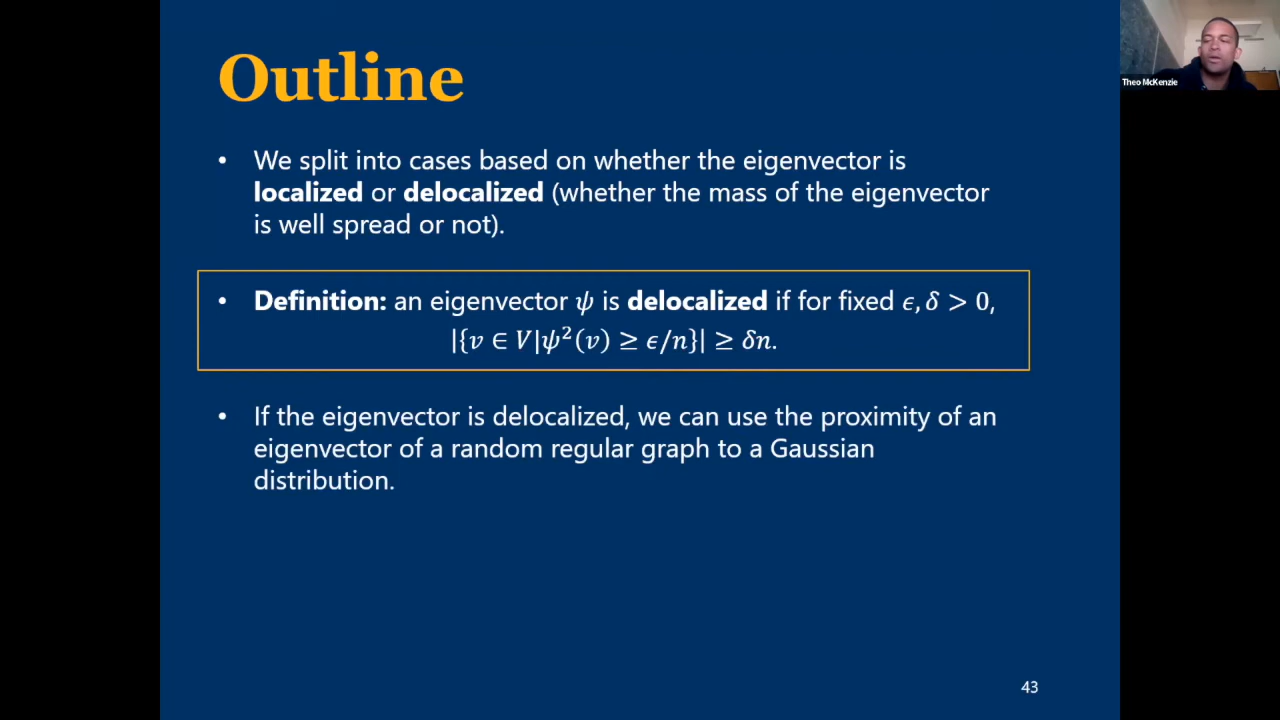 Outline
• We split into cases based on whether the eigenvector is
localized or delocalized (whether the mass of the eigenvector
is well spread or not).
• Definition: an eigenvector ψ is delocalized if for fixed ϵ, δ > 0,
|{v ∈ V|ψ²(v) ≥ ϵ/n}| ≥ δn.
• If the eigenvector is delocalized, we can use the proximity of an
eigenvector of a random regular graph to a Gaussian
distribution.
43
Theo McKenzie